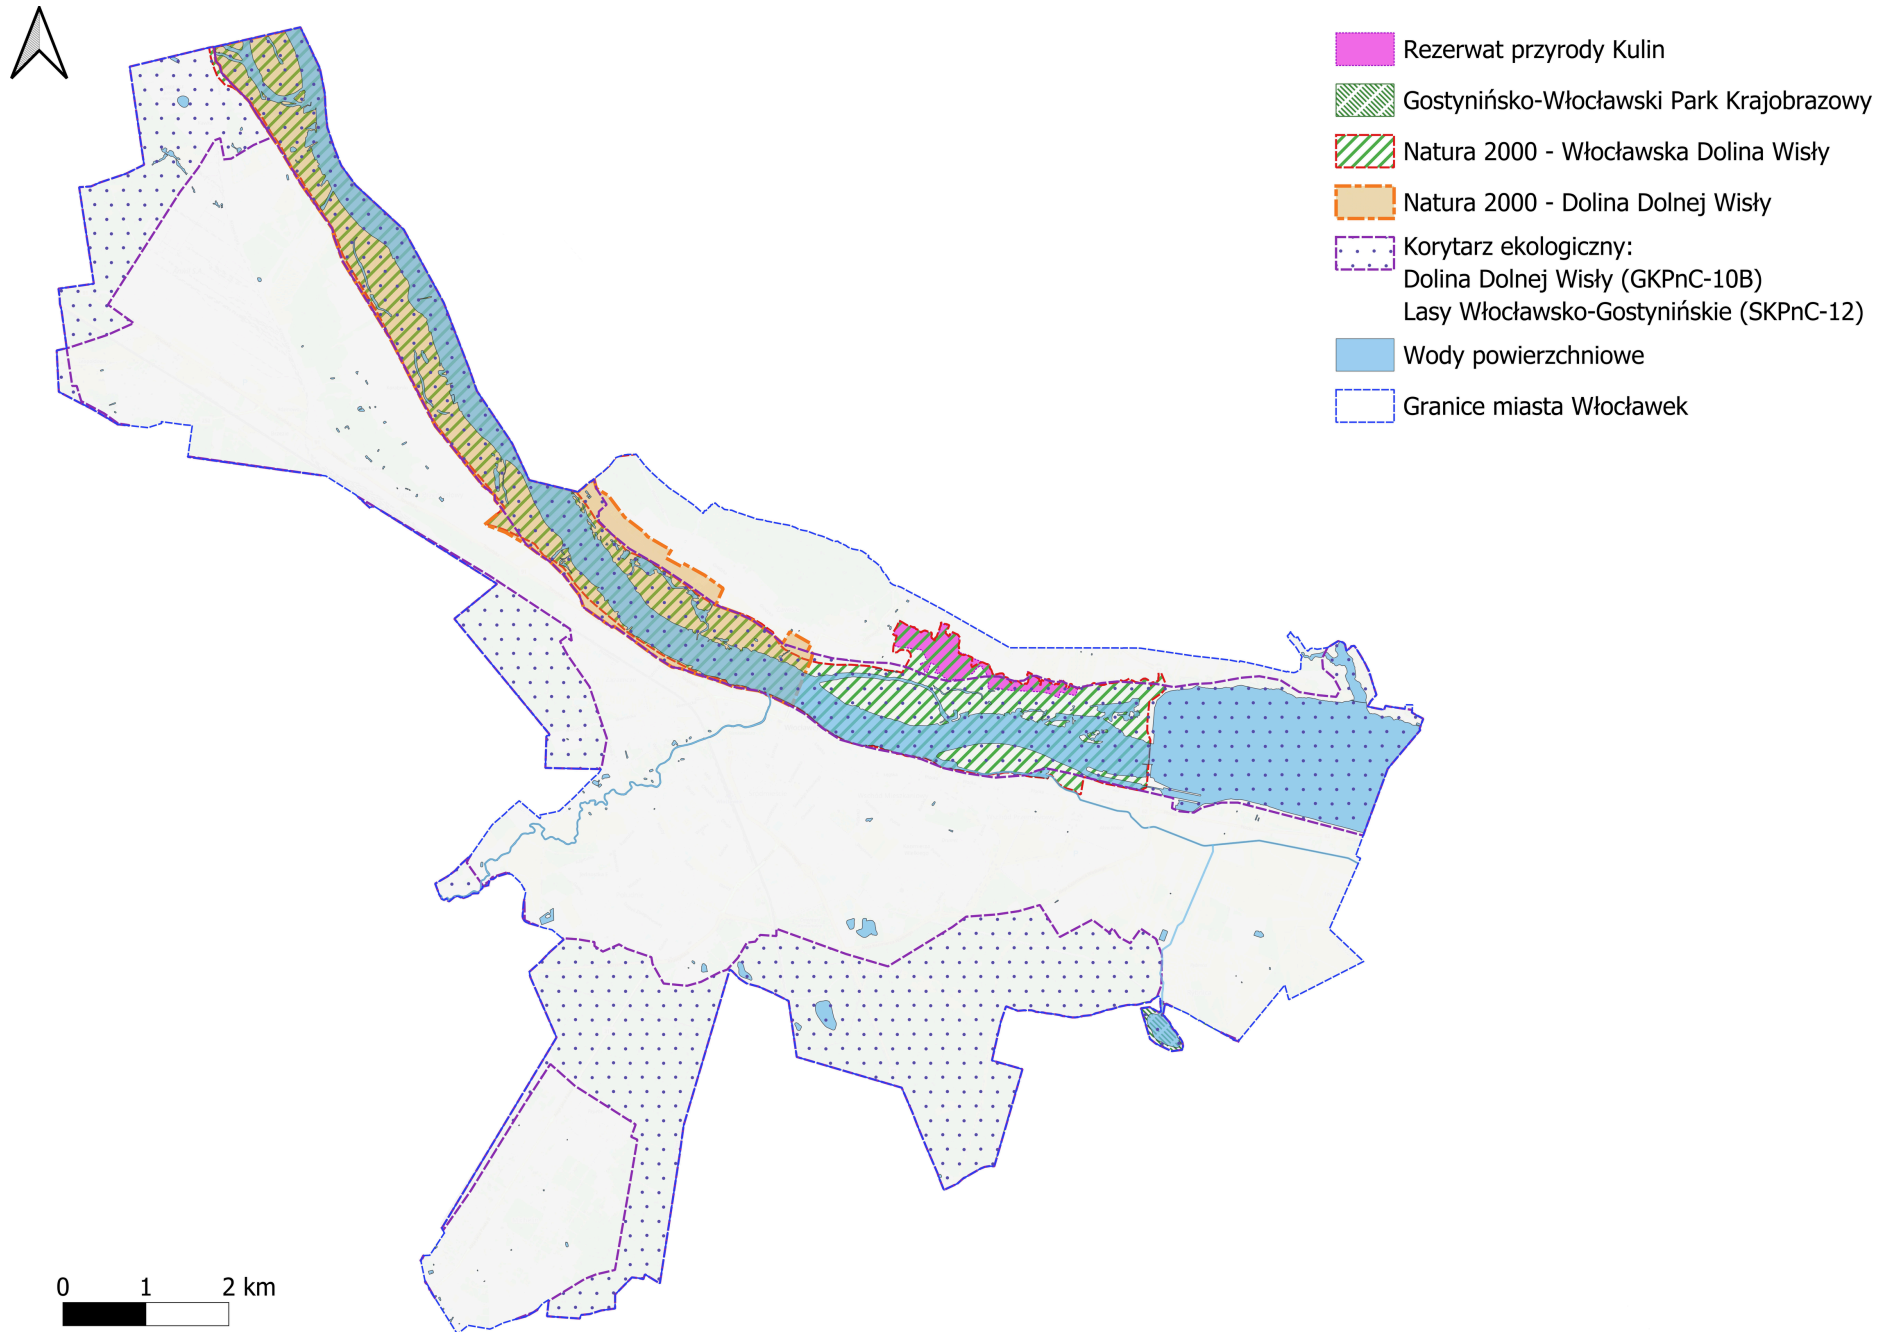 Rezerwat przyrody Kulin
Gostynińsko-Włocławski Park Krajobrazowy
Natura 2000 - Włocławska Dolina Wisły
Natura 2000 - Dolina Dolnej Wisły
Korytarz ekologiczny:
Dolina Dolnej Wisły (GKPnC-10B)
Lasy Włocławsko-Gostynińskie (SKPnC-12)
Wody powierzchniowe
Granice miasta Włocławek
0 1 2 km